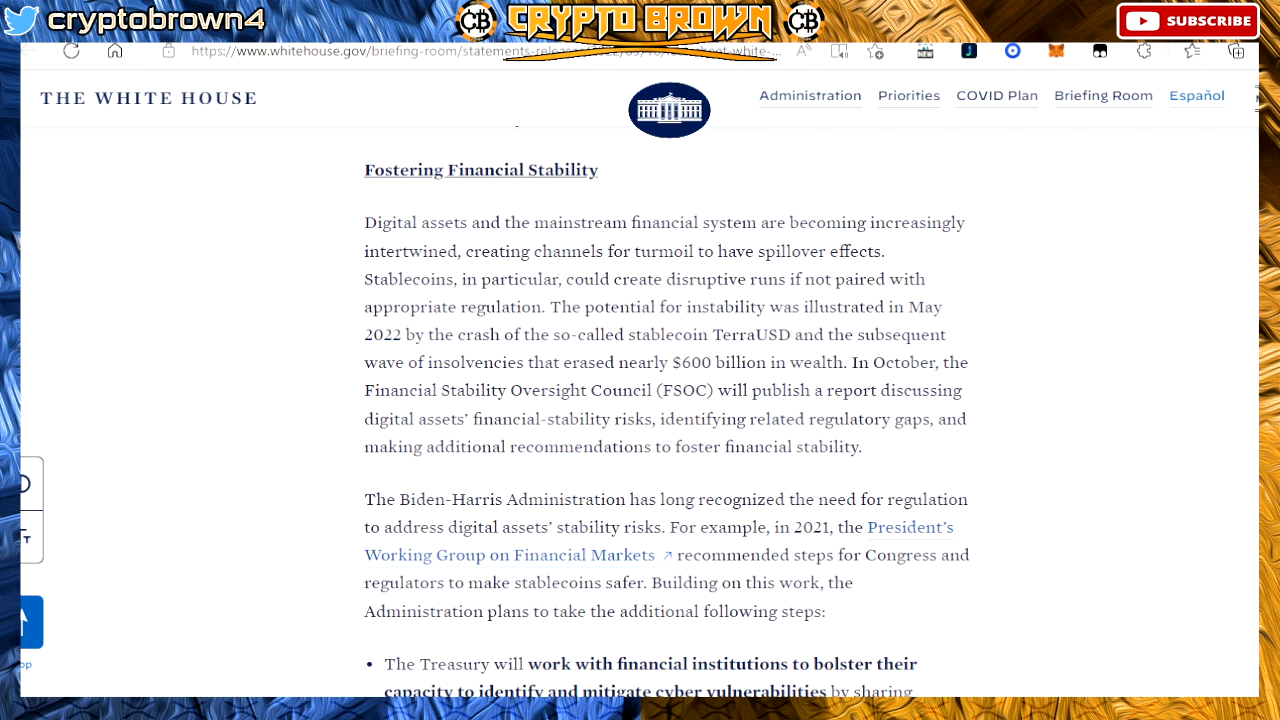 cryptobrown4
CB CRYPTO BROWN CB
SUBSCRIBE
https://www.whitehouse.gov/briefing-room/statements-relea
THE WHITE HOUSE
Administration Priorities COVID Plan Briefing Room Español
Fostering Financial Stability
Digital assets and the mainstream financial system are becoming increasingly
intertwined, creating channels for turmoil to have spillover effects.
Stablecoins, in particular, could create disruptive runs if not paired with
appropriate regulation. The potential for instability was illustrated in May
2022 by the crash of the so-called stablecoin TerraUSD and the subsequent
wave of insolvencies that erased nearly $600 billion in wealth. In October, the
Financial Stability Oversight Council (FSOC) will publish a report discussing
digital assets’ financial-stability risks, identifying related regulatory gaps, and
making additional recommendations to foster financial stability.
The Biden-Harris Administration has long recognized the need for regulation
to address digital assets’ stability risks. For example, in 2021, the President’s
Working Group on Financial Markets ↗ recommended steps for Congress and
regulators to make stablecoins safer. Building on this work, the
Administration plans to take the additional following steps:
• The Treasury will work with financial institutions to bolster their
capacity to identify and mitigate cyber vulnerabilities by sharing